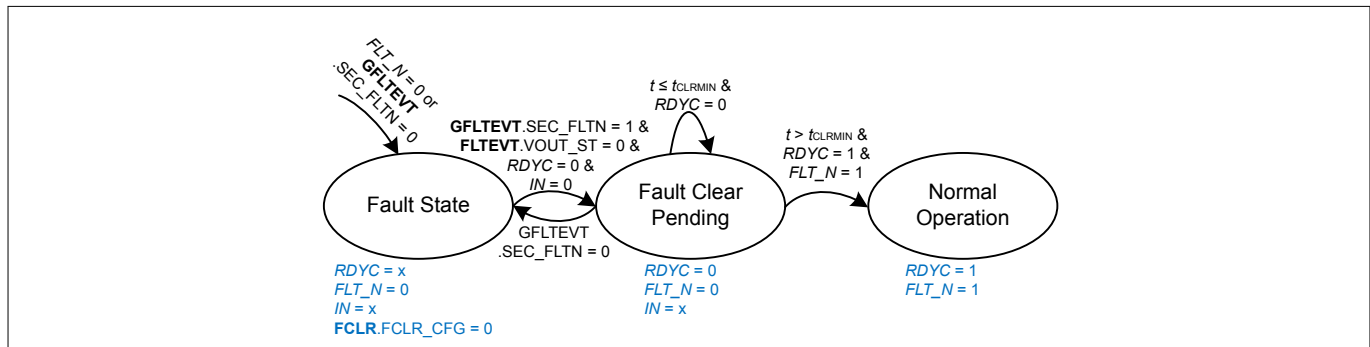 FLT_N = 0 or
GFLTEVT
.SEC_FLTN = 0
GFLTEVT.SEC_FLTN = 1 &
FLTEVT.VOUT_ST = 0 &
RDYC = 0 &
IN = 0
t ≤ tCLRMIN &
RDYC = 0
t > tCLRMIN &
RDYC = 1 &
FLT_N = 1
Fault State
Fault Clear
Pending
Normal
Operation
GFLTEVT
.SEC_FLTN = 0
RDYC = x
FLT_N = 0
IN = x
FCLR.FCLR_CFG = 0
RDYC = 0
FLT_N = 0
IN = x
RDYC = 1
FLT_N = 1